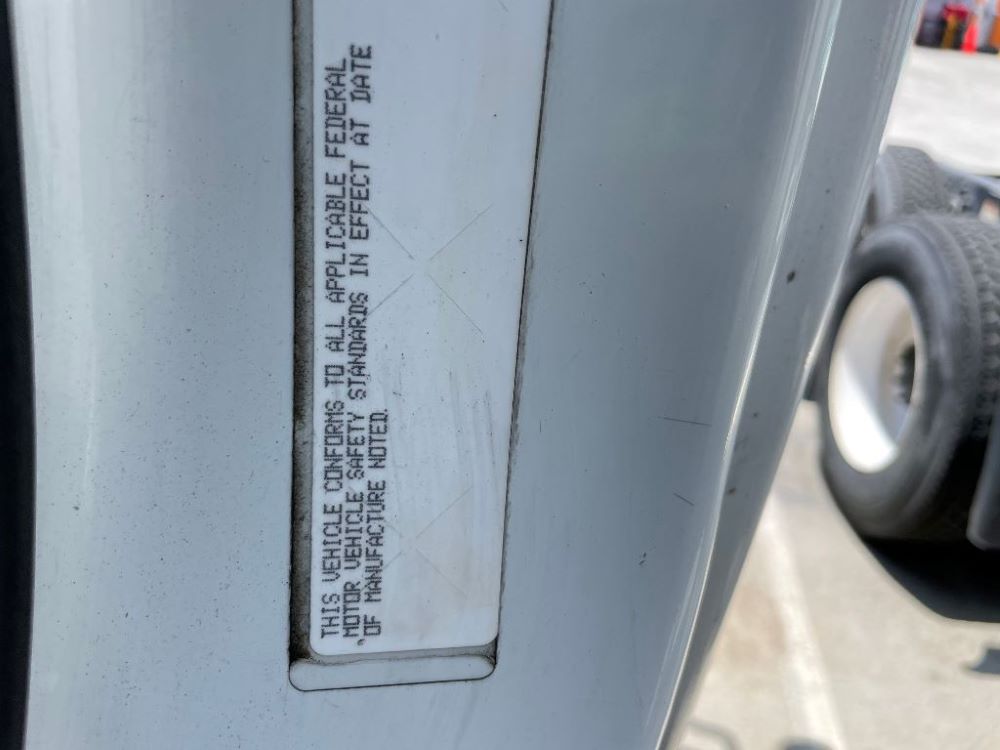 THIS VEHICLE CONFORMS TO ALL APPLICABLE FEDERAL
MOTOR VEHICLE SAFETY STANDARDS IN EFFECT AT DATE
OF MANUFACTURE NOTED.